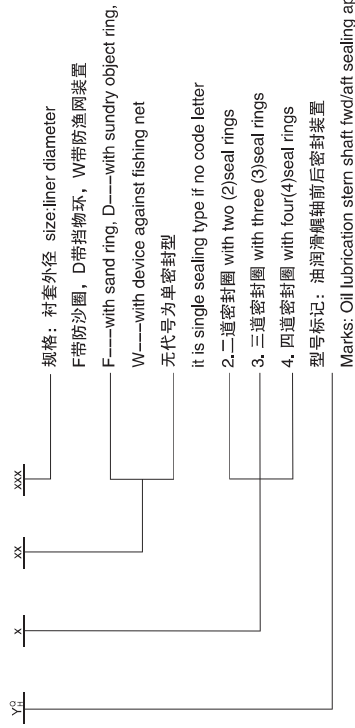 Y Q/H x xx xxx
规格：衬套外径 size:liner diameter
F带防沙圈，D带挡物环，W带防渔网装置
F---with sand ring, D---with sundry object ring,
W---with device against fishing net
无代号为单密封型
it is single sealing type if no code letter
2.二道密封圈 with two (2)seal rings
3. 三道密封圈 with three (3)seal rings
4. 四道密封圈 with four(4)seal rings
型号标记：油润滑艉轴前后密封装置
Marks: Oil lubrication stern shaft fwd/aft sealing ap